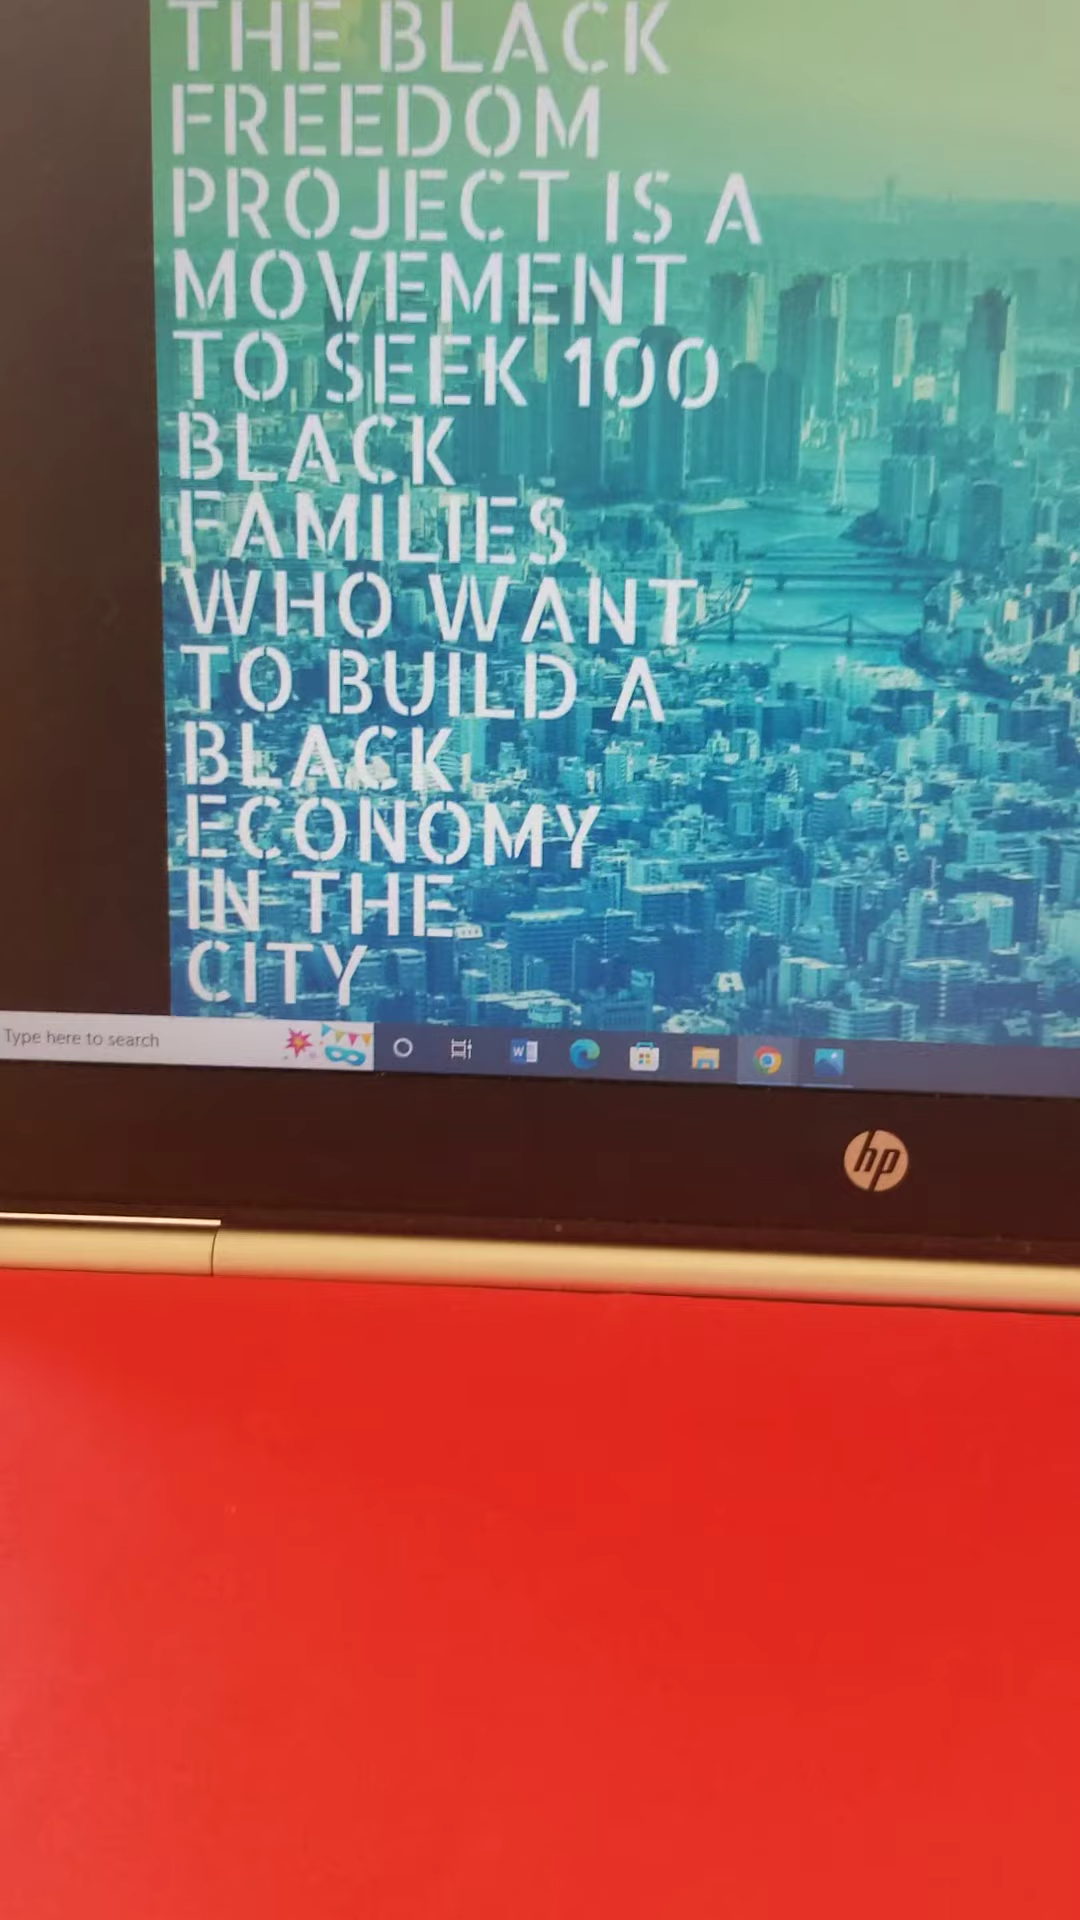 THE BLACK
FREEDOM
PROJECT IS A
MOVEMENT
TO SEEK 100
BLACK
FAMILIES
WHO WANT
TO BUILD A
BLACK
ECONOMY
IN THE
CITY
Type here to search
W
hp